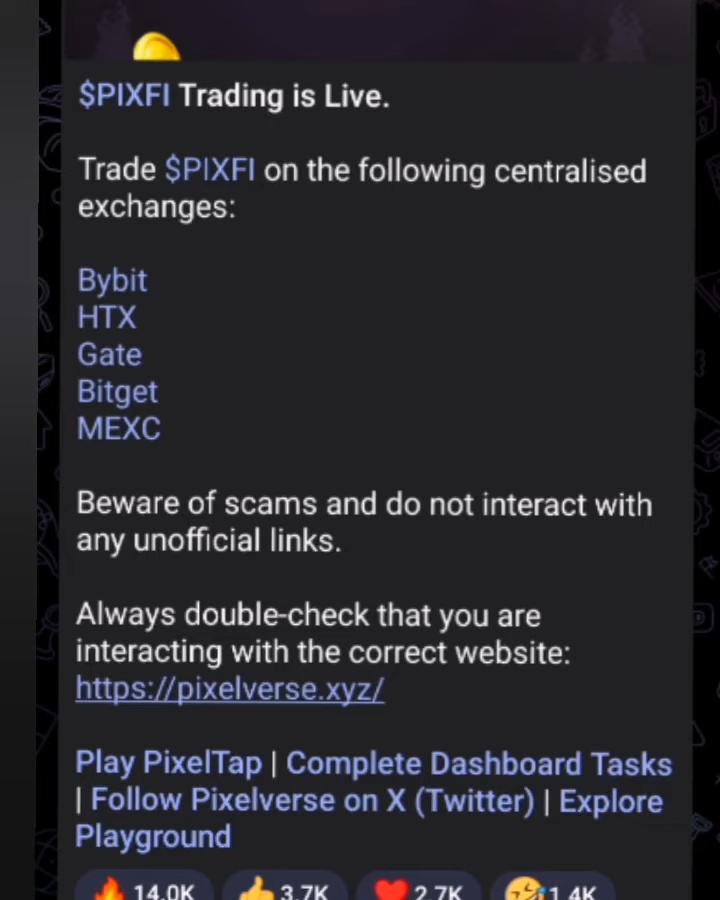 $PIXFI Trading is Live.
Trade $PIXFI on the following centralised
exchanges:
Bybit
HTX
Gate
Bitget
MEXC
Beware of scams and do not interact with
any unofficial links.
Always double-check that you are
interacting with the correct website:
https://pixelverse.xyz/
Play PixelTap | Complete Dashboard Tasks
| Follow Pixelverse on X (Twitter) | Explore
Playground
🔥 14.0K 👍 3.7K ❤️ 2.7K 🤣 1.4K